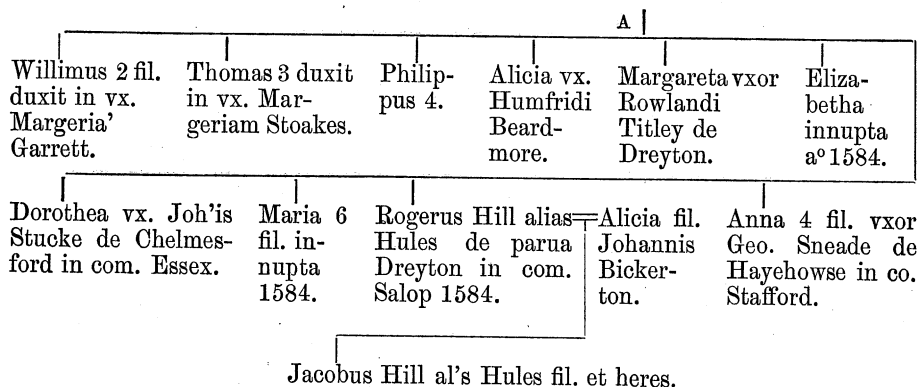 A
Willimus 2 fil.
duxit in vx.
Margeria'
Garrett.
Thomas 3 duxit
in vx. Mar-
geriam Stoakes.
Philip-
pus 4.
Alicia vx.
Humfridi
Beard-
more.
Margareta vxor
Rowlandi
Titley de
Dreyton.
Eliza-
betha
innupta
aº 1584.
Dorothea vx. Joh'is
Stucke de Chelmes-
ford in com. Essex.
Maria 6
fil. in-
nupta
1584.
Rogerus Hill alias
Hules de parua
Dreyton in com.
Salop 1584.
Alicia fil.
Johannis
Bicker-
ton.
Anna 4 fil. vxor
Geo. Sneade de
Hayehowse in co.
Stafford.
Jacobus Hill al's Hules fil. et heres.